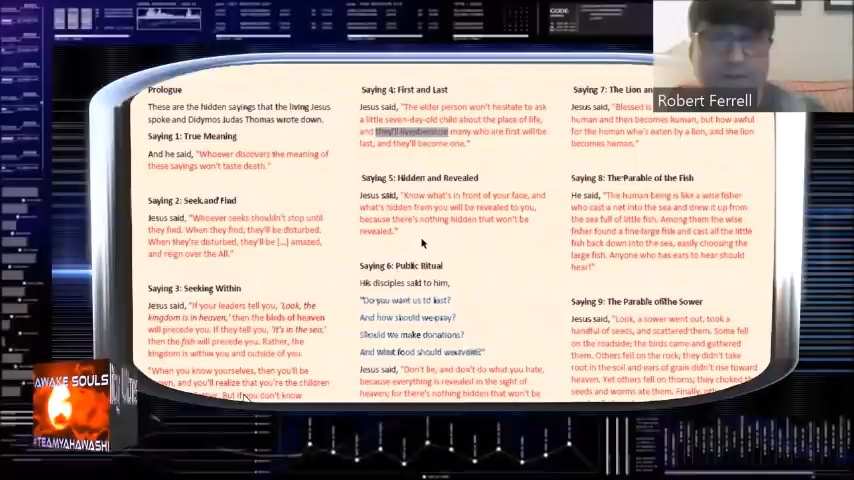 CODE
Robert Ferrell
Prologue
These are the hidden sayings that the living Jesus
spoke and Didymos Judas Thomas wrote down.
Saying 1: True Meaning
And he said, "Whoever discovers the meaning of
these sayings won't taste death."
Saying 2: Seek and Find
Jesus said, "Whoever seeks shouldn't stop until
they find. When they find, they'll be disturbed.
When they're disturbed, they'll be [...] amazed,
and reign over the All."
Saying 3: Seeking Within
Jesus said, "If your leaders tell you, 'Look, the
kingdom is in heaven,' then the birds of heaven
will precede you. If they tell you, 'It's in the sea,'
then the fish will precede you. Rather, the
kingdom is within you and outside of you.
"When you know yourselves, then you'll be
own, and you'll realize that you're the children
But if you don't know
Saying 4: First and Last
Jesus said, "The elder person won't hesitate to ask
a little seven-day-old child about the place of life,
and they'll live, because many who are first will be
last, and they'll become one."
Saying 5: Hidden and Revealed
Jesus said, "Know what's in front of your face, and
what's hidden from you will be revealed to you,
because there's nothing hidden that won't be
revealed."
Saying 6: Public Ritual
His disciples said to him,
"Do you want us to fast?
And how should we pray?
Should we make donations?
And what food should we avoid?"
Jesus said, "Don't lie, and don't do what you hate,
because everything is revealed in the sight of
heaven; for there's nothing hidden that won't be
Saying 7: The Lion an
Jesus said, "Blessed is
human and then becomes human, but how awful
for the human who's eaten by a lion, and the lion
becomes human."
Saying 8: The Parable of the Fish
He said, "The human being is like a wise fisher
who cast a net into the sea and drew it up from
the sea full of little fish. Among them the wise
fisher found a fine large fish and cast all the little
fish back down into the sea, easily choosing the
large fish. Anyone who has ears to hear should
hear!"
Saying 9: The Parable of the Sower
Jesus said, "Look, a sower went out, took a
handful of seeds, and scattered them. Some fell
on the roadside; the birds came and gathered
them. Others fell on the rock; they didn't take
root in the soil and ears of grain didn't rise toward
heaven. Yet others fell on thorns; they choked the
seeds and worms ate them. Finally,
AWAKE SOULS
#TEAMYAHAWASHI